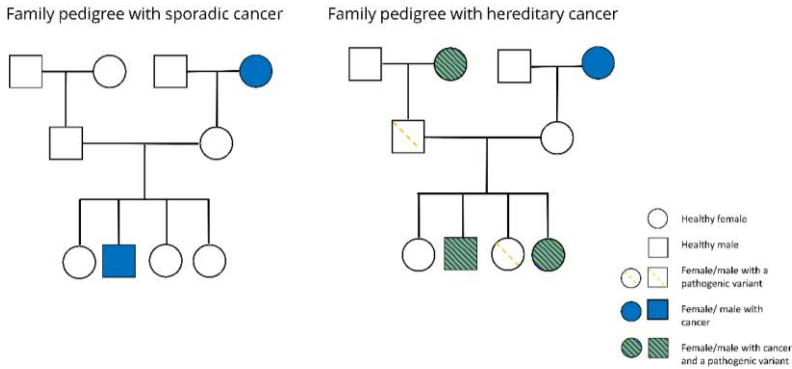 Family pedigree with sporadic cancer
Family pedigree with hereditary cancer
Healthy female
Healthy male
Female/male with a
pathogenic variant
Female/ male with
cancer
Female/male with cancer
and a pathogenic variant